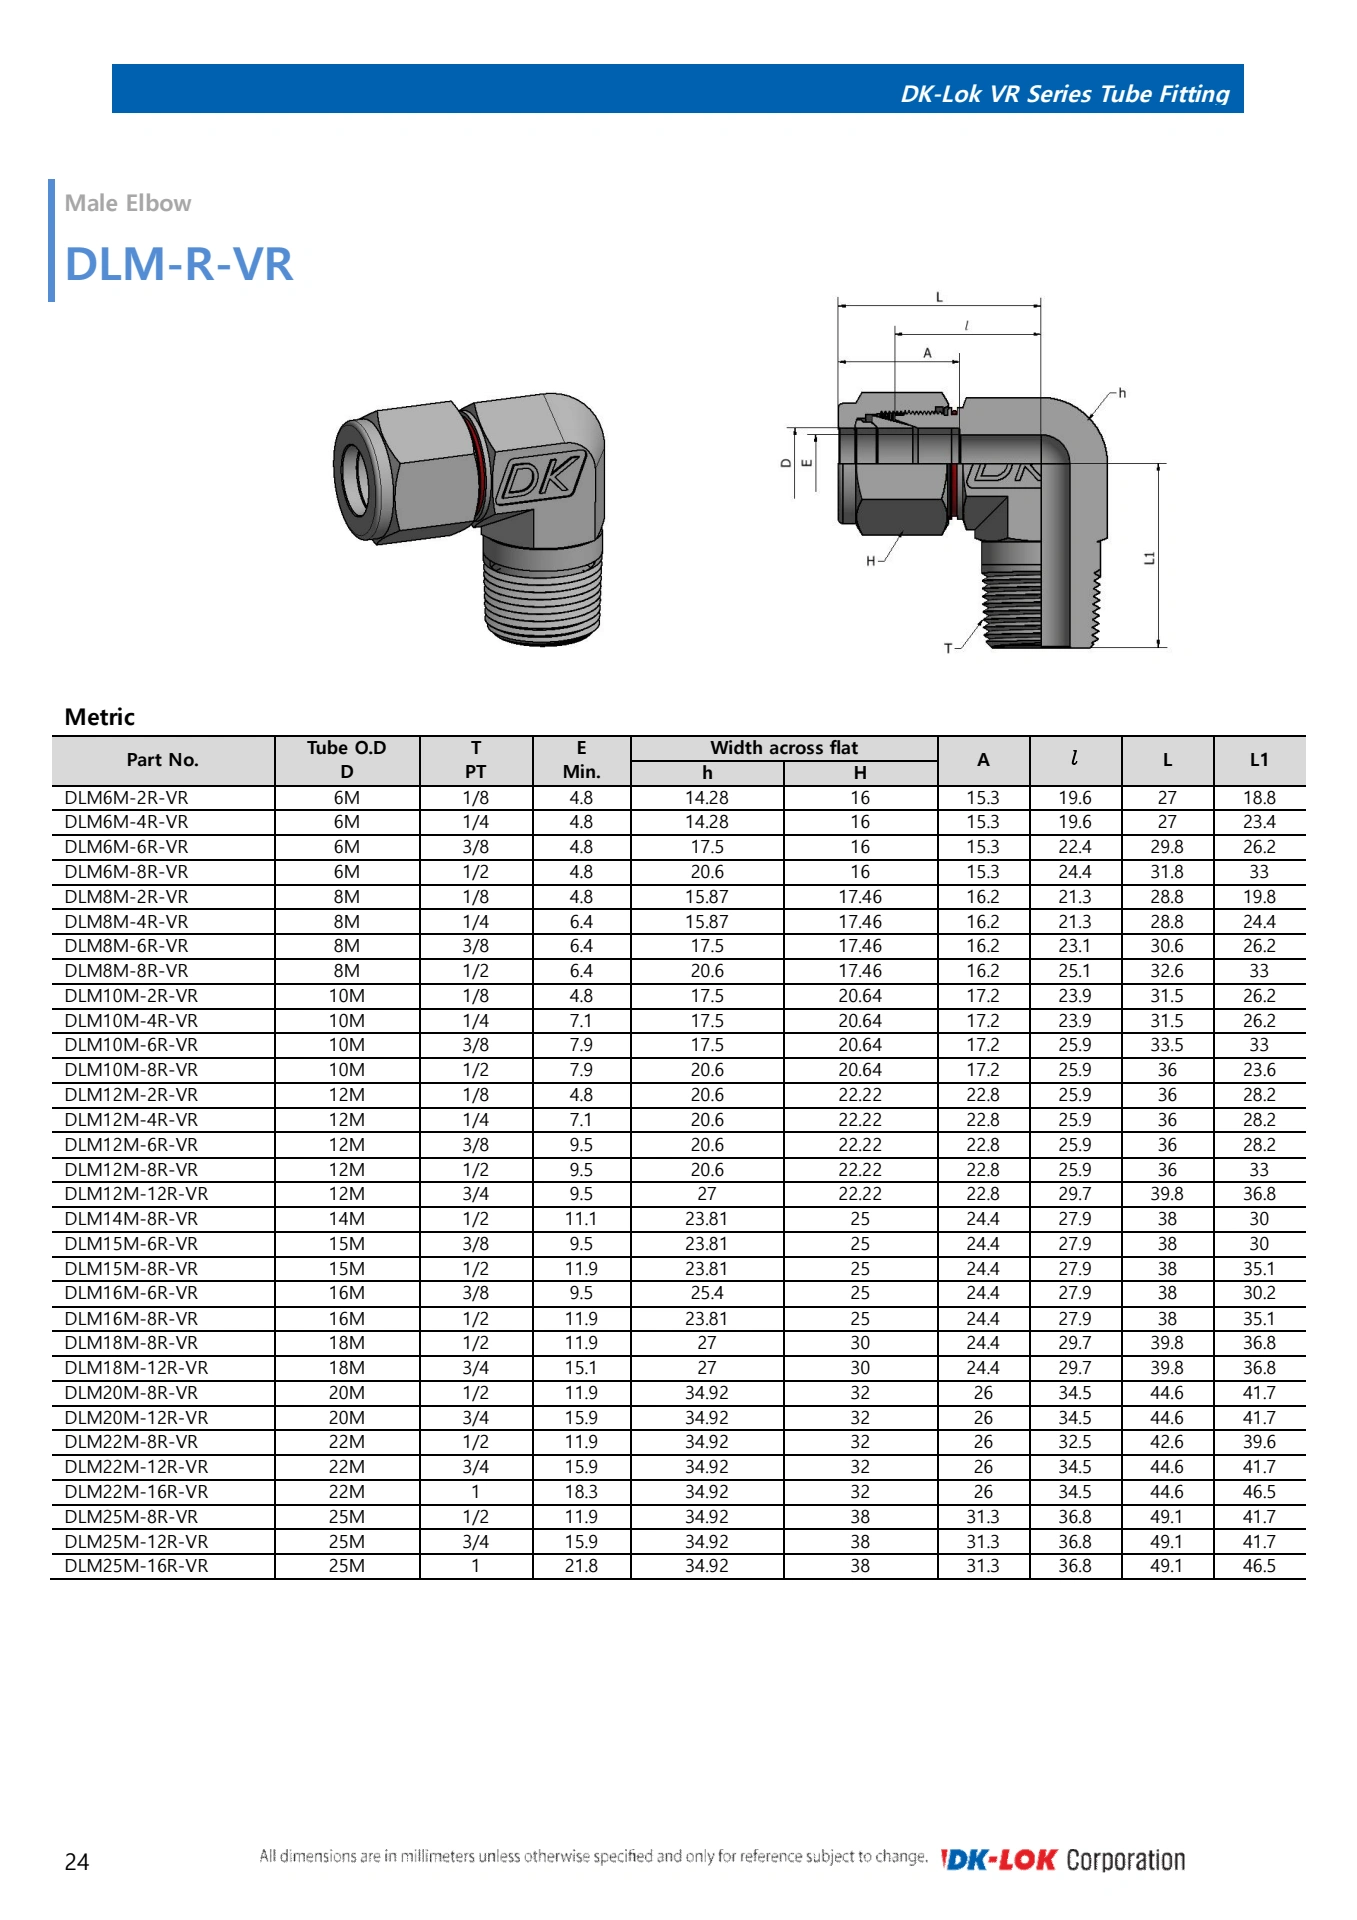 DK-Lok VR Series Tube Fitting
Male Elbow
DLM-R-VR
L
l
A
h
D
E
DK
DK
H
L1
T
Metric
Part No. Tube O.D D T PT E Min. Width across flat h H A l L L1
DLM6M-2R-VR 6M 1/8 4.8 14.28 16 15.3 19.6 27 18.8
DLM6M-4R-VR 6M 1/4 4.8 14.28 16 15.3 19.6 27 23.4
DLM6M-6R-VR 6M 3/8 4.8 17.5 16 15.3 22.4 29.8 26.2
DLM6M-8R-VR 6M 1/2 4.8 20.6 16 15.3 24.4 31.8 33
DLM8M-2R-VR 8M 1/8 4.8 15.87 17.46 16.2 21.3 28.8 19.8
DLM8M-4R-VR 8M 1/4 6.4 15.87 17.46 16.2 21.3 28.8 24.4
DLM8M-6R-VR 8M 3/8 6.4 17.5 17.46 16.2 23.1 30.6 26.2
DLM8M-8R-VR 8M 1/2 6.4 20.6 17.46 16.2 25.1 32.6 33
DLM10M-2R-VR 10M 1/8 4.8 17.5 20.64 17.2 23.9 31.5 26.2
DLM10M-4R-VR 10M 1/4 7.1 17.5 20.64 17.2 23.9 31.5 26.2
DLM10M-6R-VR 10M 3/8 7.9 17.5 20.64 17.2 25.9 33.5 33
DLM10M-8R-VR 10M 1/2 7.9 20.6 20.64 17.2 25.9 36 23.6
DLM12M-2R-VR 12M 1/8 4.8 20.6 22.22 22.8 25.9 36 28.2
DLM12M-4R-VR 12M 1/4 7.1 20.6 22.22 22.8 25.9 36 28.2
DLM12M-6R-VR 12M 3/8 9.5 20.6 22.22 22.8 25.9 36 28.2
DLM12M-8R-VR 12M 1/2 9.5 20.6 22.22 22.8 25.9 36 33
DLM12M-12R-VR 12M 3/4 9.5 27 22.22 22.8 29.7 39.8 36.8
DLM14M-8R-VR 14M 1/2 11.1 23.81 25 24.4 27.9 38 30
DLM15M-6R-VR 15M 3/8 9.5 23.81 25 24.4 27.9 38 30
DLM15M-8R-VR 15M 1/2 11.9 23.81 25 24.4 27.9 38 35.1
DLM16M-6R-VR 16M 3/8 9.5 25.4 25 24.4 27.9 38 30.2
DLM16M-8R-VR 16M 1/2 11.9 23.81 25 24.4 27.9 38 35.1
DLM18M-8R-VR 18M 1/2 11.9 27 30 24.4 29.7 39.8 36.8
DLM18M-12R-VR 18M 3/4 15.1 27 30 24.4 29.7 39.8 36.8
DLM20M-8R-VR 20M 1/2 11.9 34.92 32 26 34.5 44.6 41.7
DLM20M-12R-VR 20M 3/4 15.9 34.92 32 26 34.5 44.6 41.7
DLM22M-8R-VR 22M 1/2 11.9 34.92 32 26 32.5 42.6 39.6
DLM22M-12R-VR 22M 3/4 15.9 34.92 32 26 34.5 44.6 41.7
DLM22M-16R-VR 22M 1 18.3 34.92 32 26 34.5 44.6 46.5
DLM25M-8R-VR 25M 1/2 11.9 34.92 38 31.3 36.8 49.1 41.7
DLM25M-12R-VR 25M 3/4 15.9 34.92 38 31.3 36.8 49.1 41.7
DLM25M-16R-VR 25M 1 21.8 34.92 38 31.3 36.8 49.1 46.5
24
All dimensions are in millimeters unless otherwise specified and only for reference subject to change.
DK-LOK Corporation